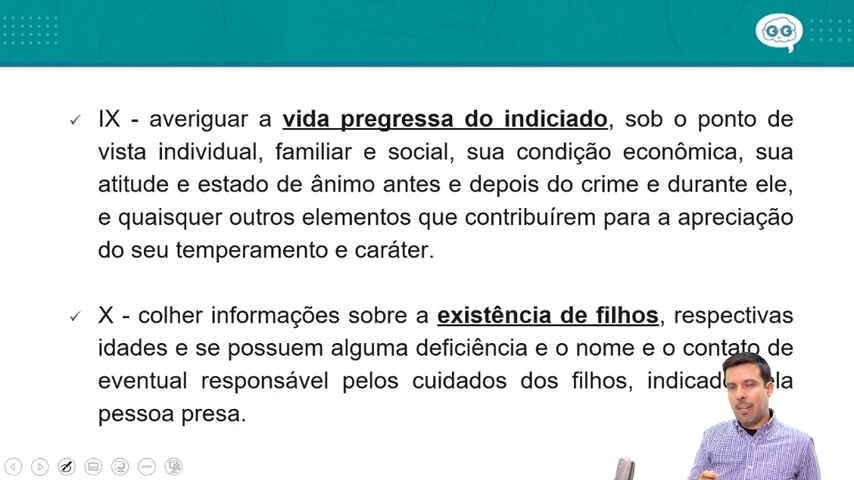 GG
IX - averiguar a vida pregressa do indiciado, sob o ponto de
vista individual, familiar e social, sua condição econômica, sua
atitude e estado de ânimo antes e depois do crime e durante ele,
e quaisquer outros elementos que contribuírem para a apreciação
do seu temperamento e caráter.
X - colher informações sobre a existência de filhos, respectivas
idades e se possuem alguma deficiência e o nome e o contato de
eventual responsável pelos cuidados dos filhos,
pessoa presa.